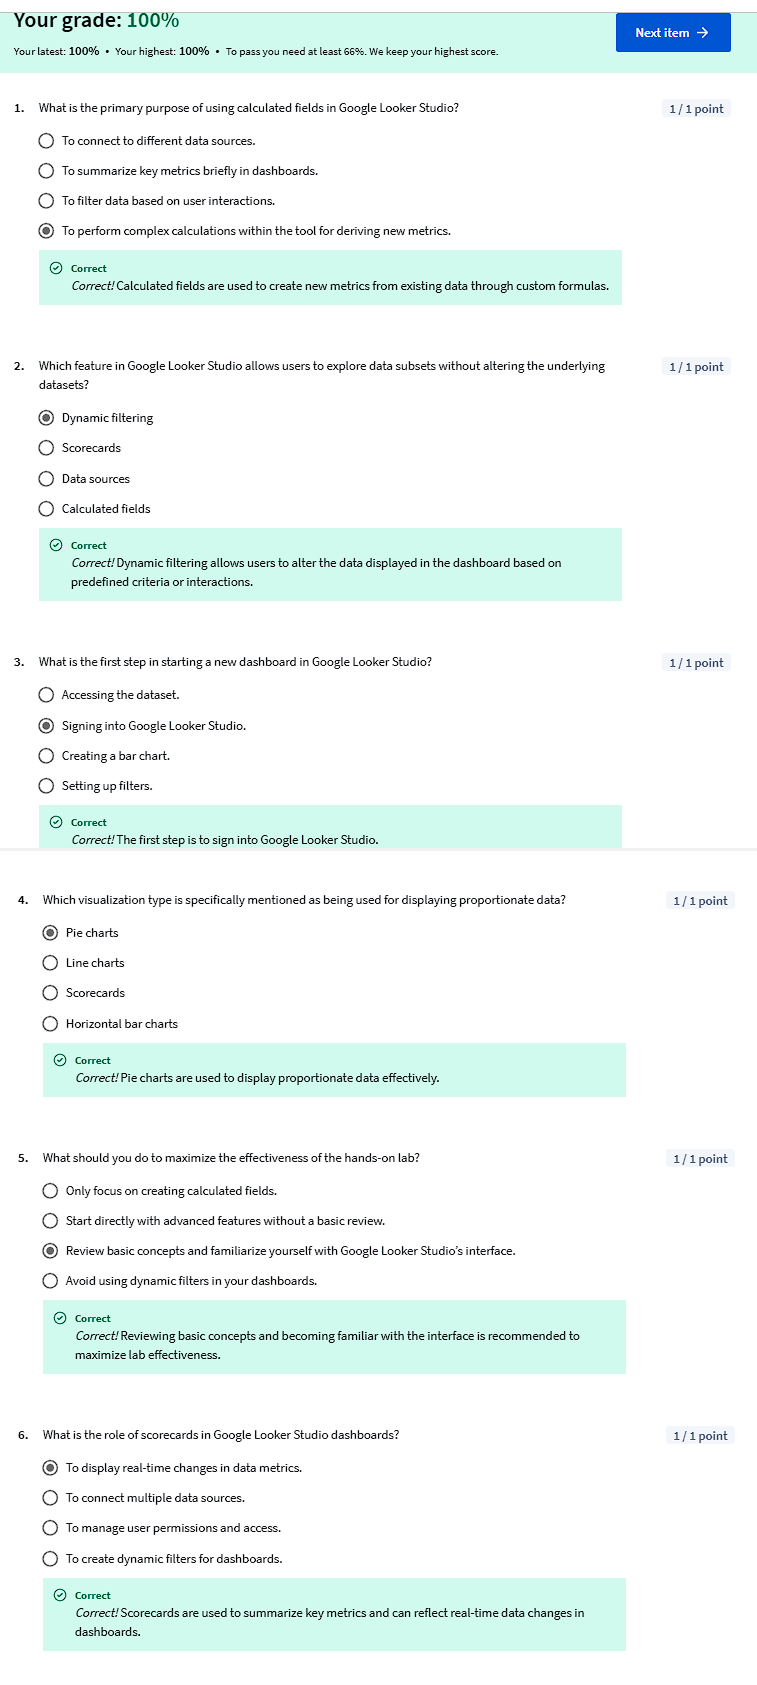 Your grade: 100%
Your latest: 100% • Your highest: 100% • To pass you need at least 66%. We keep your highest score.
Next item →
1. What is the primary purpose of using calculated fields in Google Looker Studio?
1 / 1 point
To connect to different data sources.
To summarize key metrics briefly in dashboards.
To filter data based on user interactions.
To perform complex calculations within the tool for deriving new metrics.
Correct
Correct! Calculated fields are used to create new metrics from existing data through custom formulas.
2. Which feature in Google Looker Studio allows users to explore data subsets without altering the underlying
datasets?
1 / 1 point
Dynamic filtering
Scorecards
Data sources
Calculated fields
Correct
Correct! Dynamic filtering allows users to alter the data displayed in the dashboard based on
predefined criteria or interactions.
3. What is the first step in starting a new dashboard in Google Looker Studio?
1 / 1 point
Accessing the dataset.
Signing into Google Looker Studio.
Creating a bar chart.
Setting up filters.
Correct
Correct! The first step is to sign into Google Looker Studio.
4. Which visualization type is specifically mentioned as being used for displaying proportionate data?
1 / 1 point
Pie charts
Line charts
Scorecards
Horizontal bar charts
Correct
Correct! Pie charts are used to display proportionate data effectively.
5. What should you do to maximize the effectiveness of the hands-on lab?
1 / 1 point
Only focus on creating calculated fields.
Start directly with advanced features without a basic review.
Review basic concepts and familiarize yourself with Google Looker Studio's interface.
Avoid using dynamic filters in your dashboards.
Correct
Correct! Reviewing basic concepts and becoming familiar with the interface is recommended to
maximize lab effectiveness.
6. What is the role of scorecards in Google Looker Studio dashboards?
1 / 1 point
To display real-time changes in data metrics.
To connect multiple data sources.
To manage user permissions and access.
To create dynamic filters for dashboards.
Correct
Correct! Scorecards are used to summarize key metrics and can reflect real-time data changes in
dashboards.